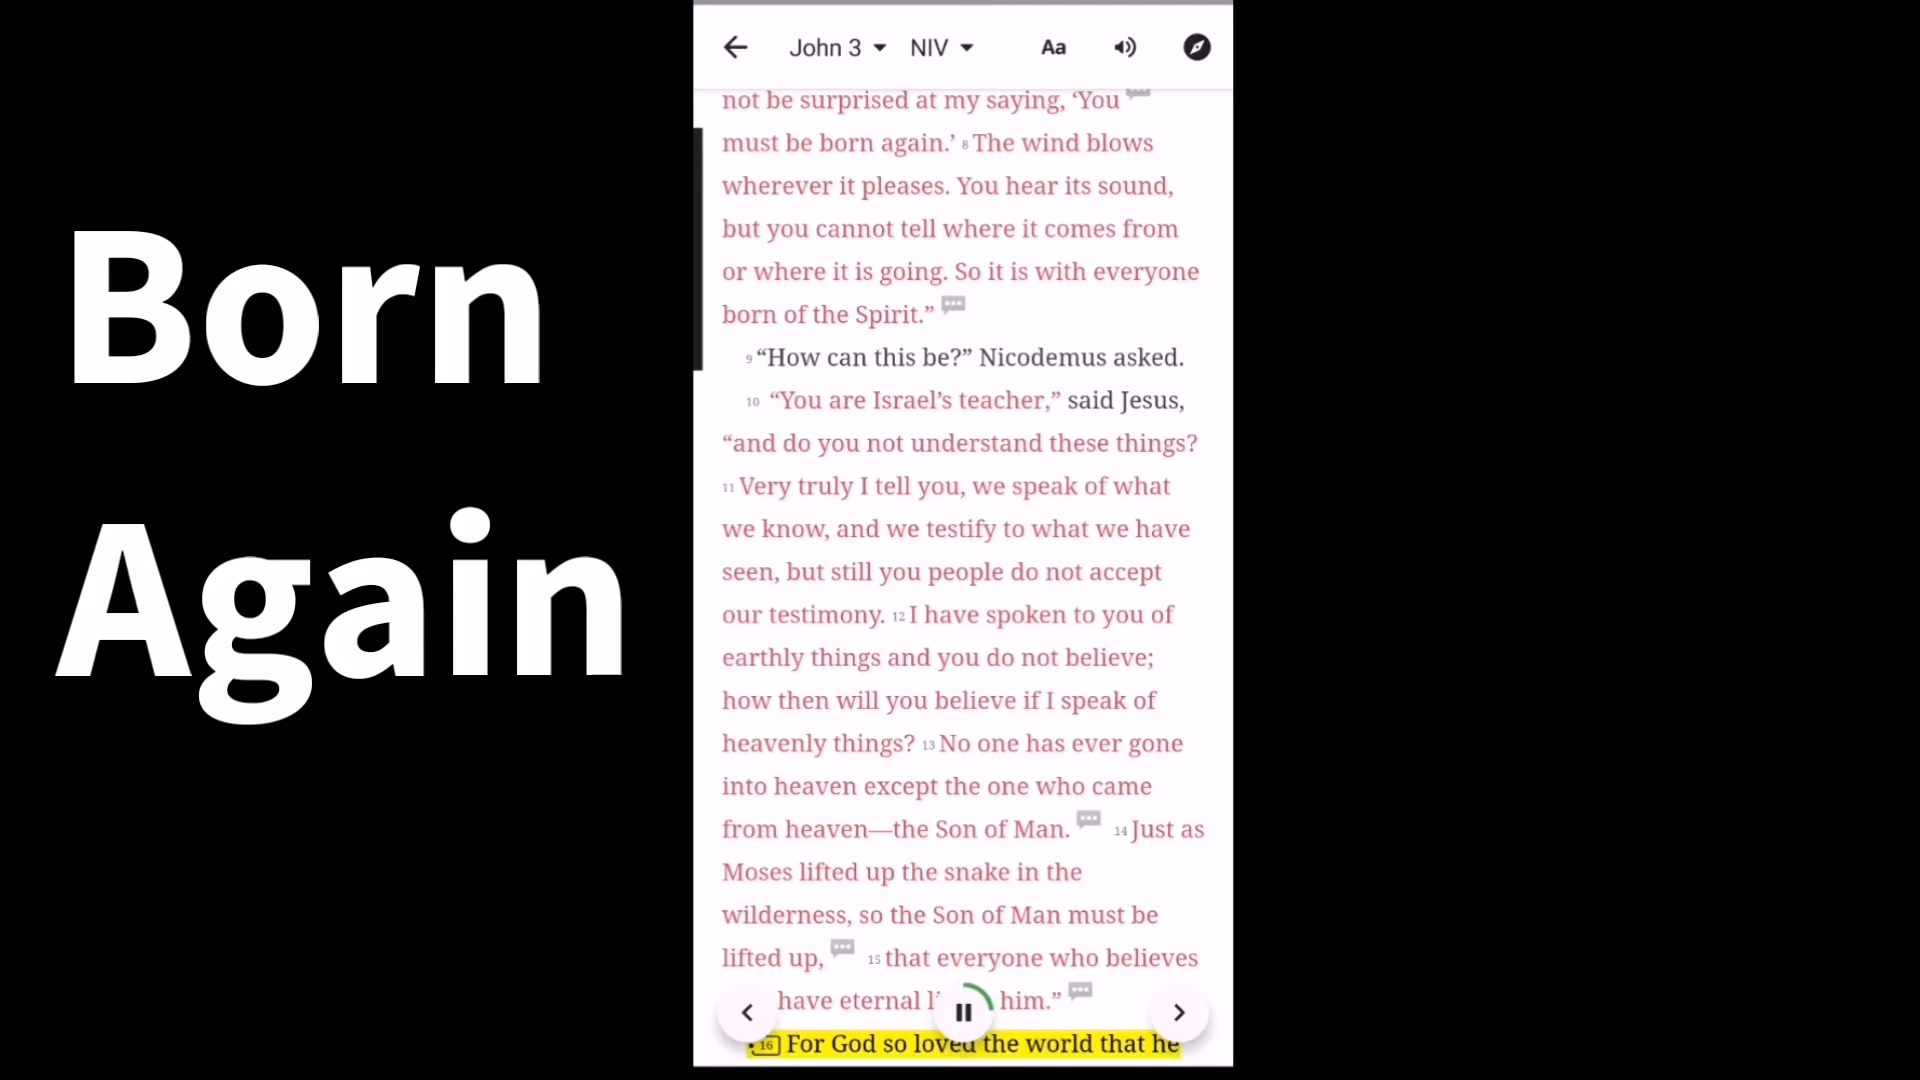 Born
Again
John 3 NIV Aa
not be surprised at my saying, ‘You
must be born again.’ 8 The wind blows
wherever it pleases. You hear its sound,
but you cannot tell where it comes from
or where it is going. So it is with everyone
born of the Spirit.”
9 “How can this be?” Nicodemus asked.
10 “You are Israel’s teacher,” said Jesus,
“and do you not understand these things?
11 Very truly I tell you, we speak of what
we know, and we testify to what we have
seen, but still you people do not accept
our testimony. 12 I have spoken to you of
earthly things and you do not believe;
how then will you believe if I speak of
heavenly things? 13 No one has ever gone
into heaven except the one who came
from heaven—the Son of Man. 14 Just as
Moses lifted up the snake in the
wilderness, so the Son of Man must be
lifted up, 15 that everyone who believes
have eternal him.”
16 For God so loved the world that he